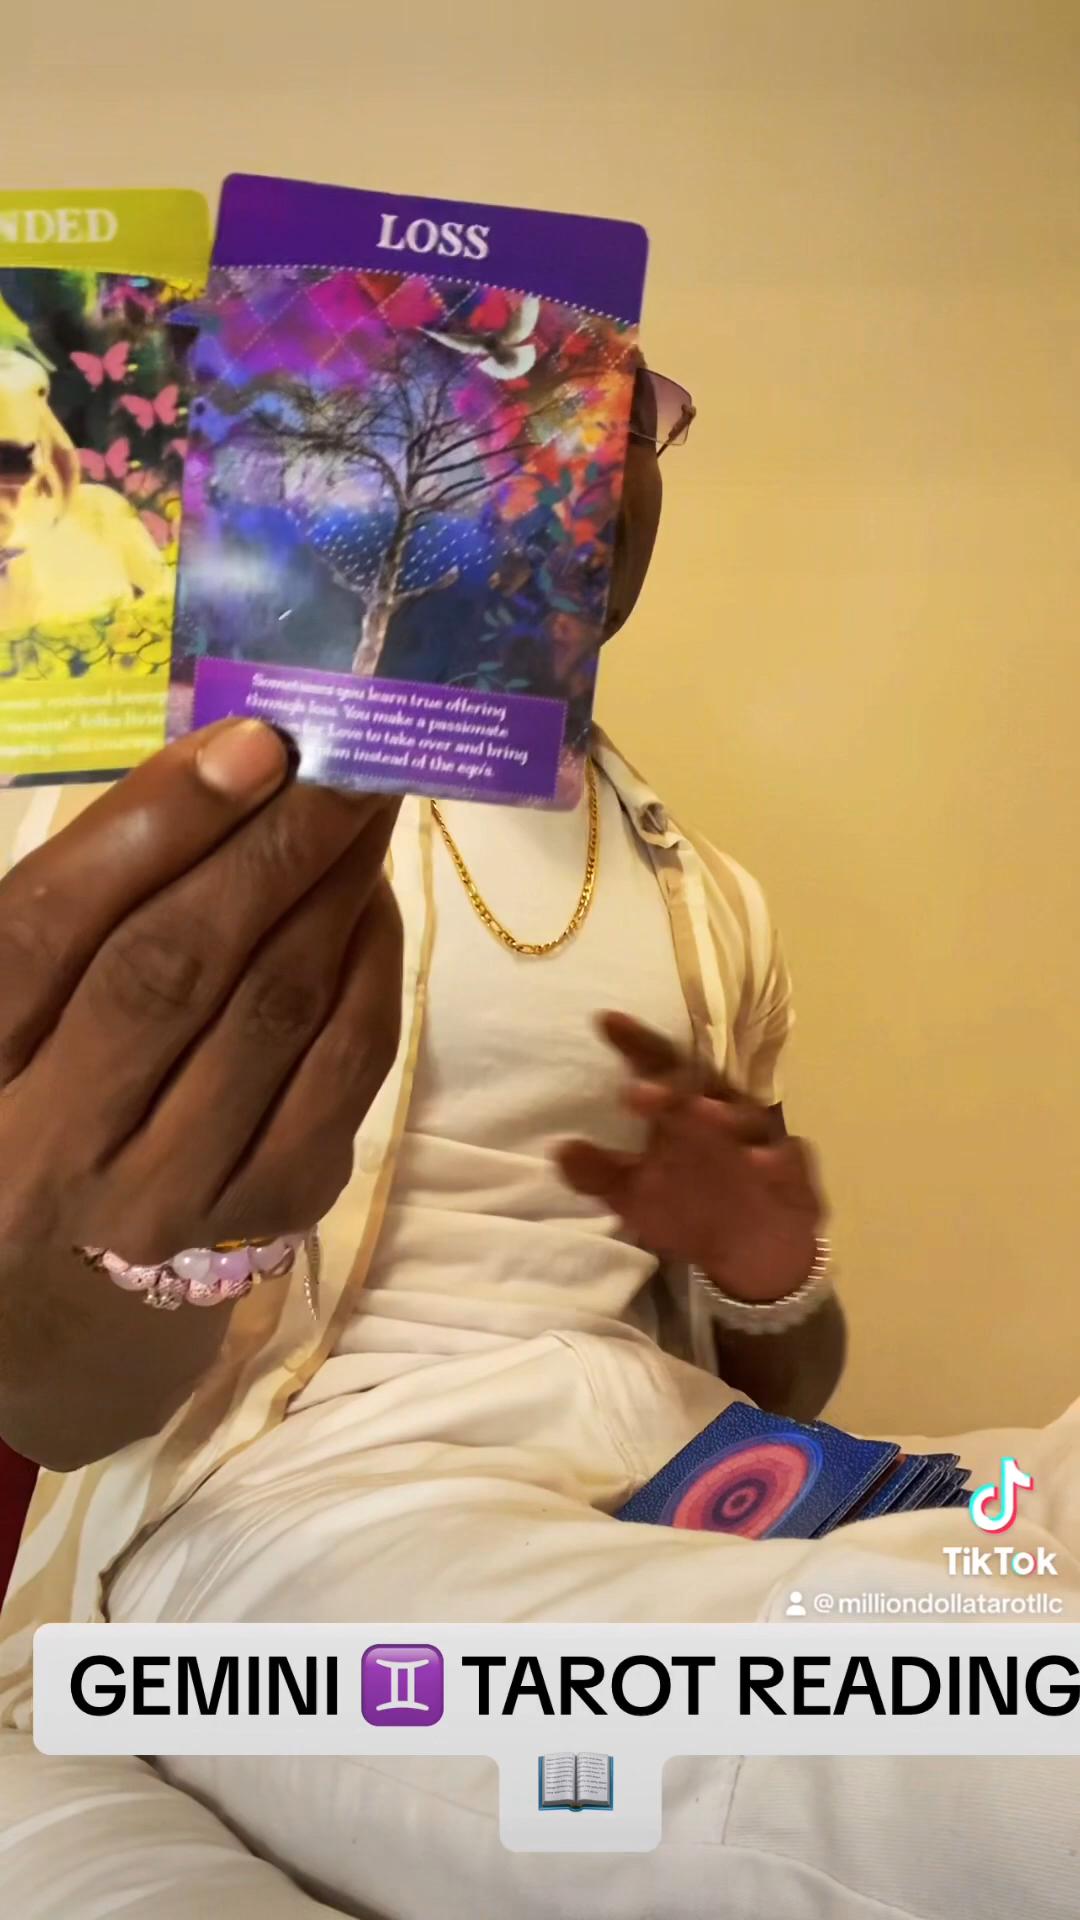 NDED
LOSS
Sometimes you learn true offering
through loss. You make a passionate
for Love to take over and bring
plan instead of the ego's.
TikTok
@milliondollatarotllc
GEMINI ♊ TAROT READING
📖